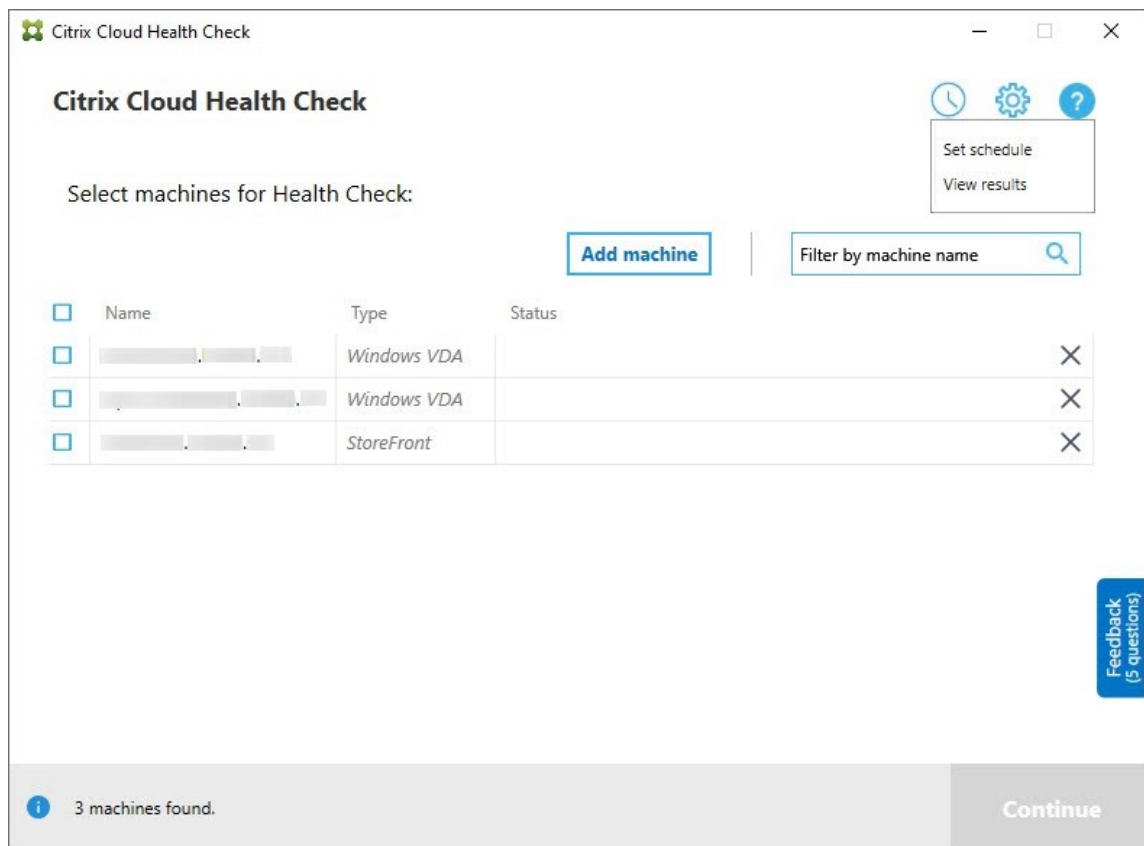 Citrix Cloud Health Check
Citrix Cloud Health Check
?
Set schedule
View results
Select machines for Health Check:
Add machine
Filter by machine name
Name Type Status
Windows VDA
Windows VDA
StoreFront
Feedback
(5 questions)
i 3 machines found.
Continue